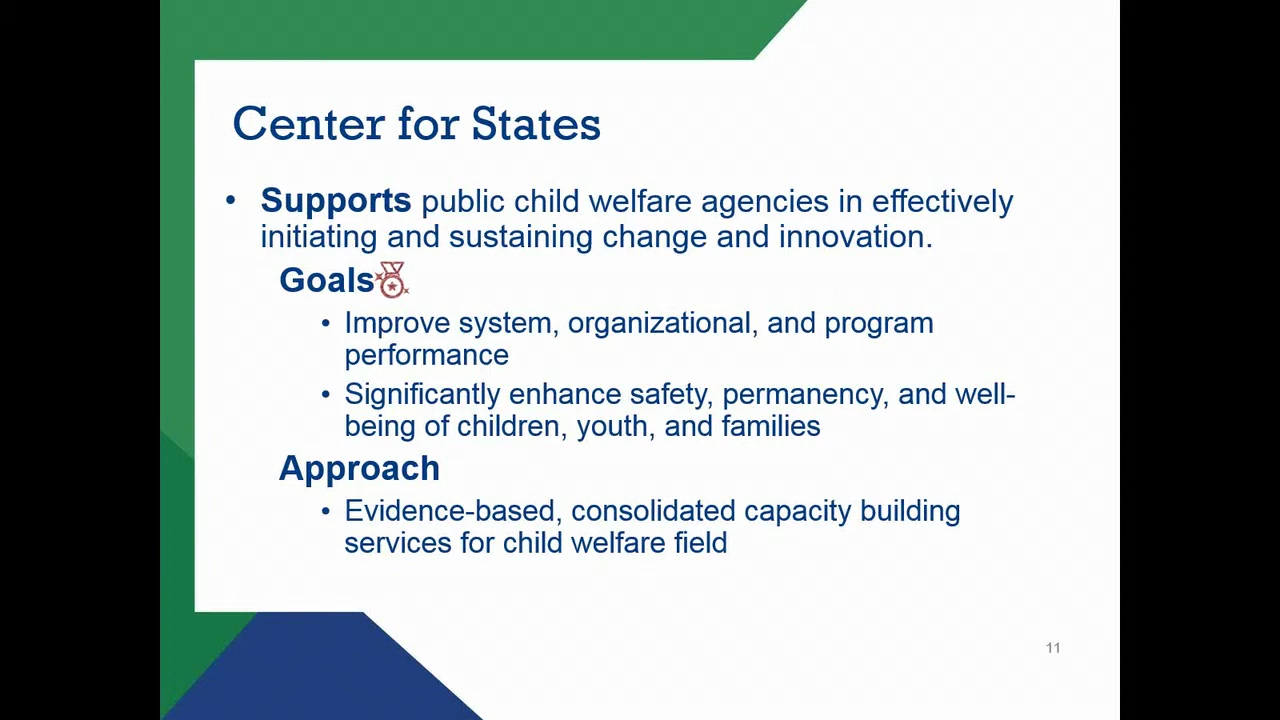 Center for States
• Supports public child welfare agencies in effectively
initiating and sustaining change and innovation.
Goals
• Improve system, organizational, and program
performance
• Significantly enhance safety, permanency, and well-
being of children, youth, and families
Approach
• Evidence-based, consolidated capacity building
services for child welfare field
11